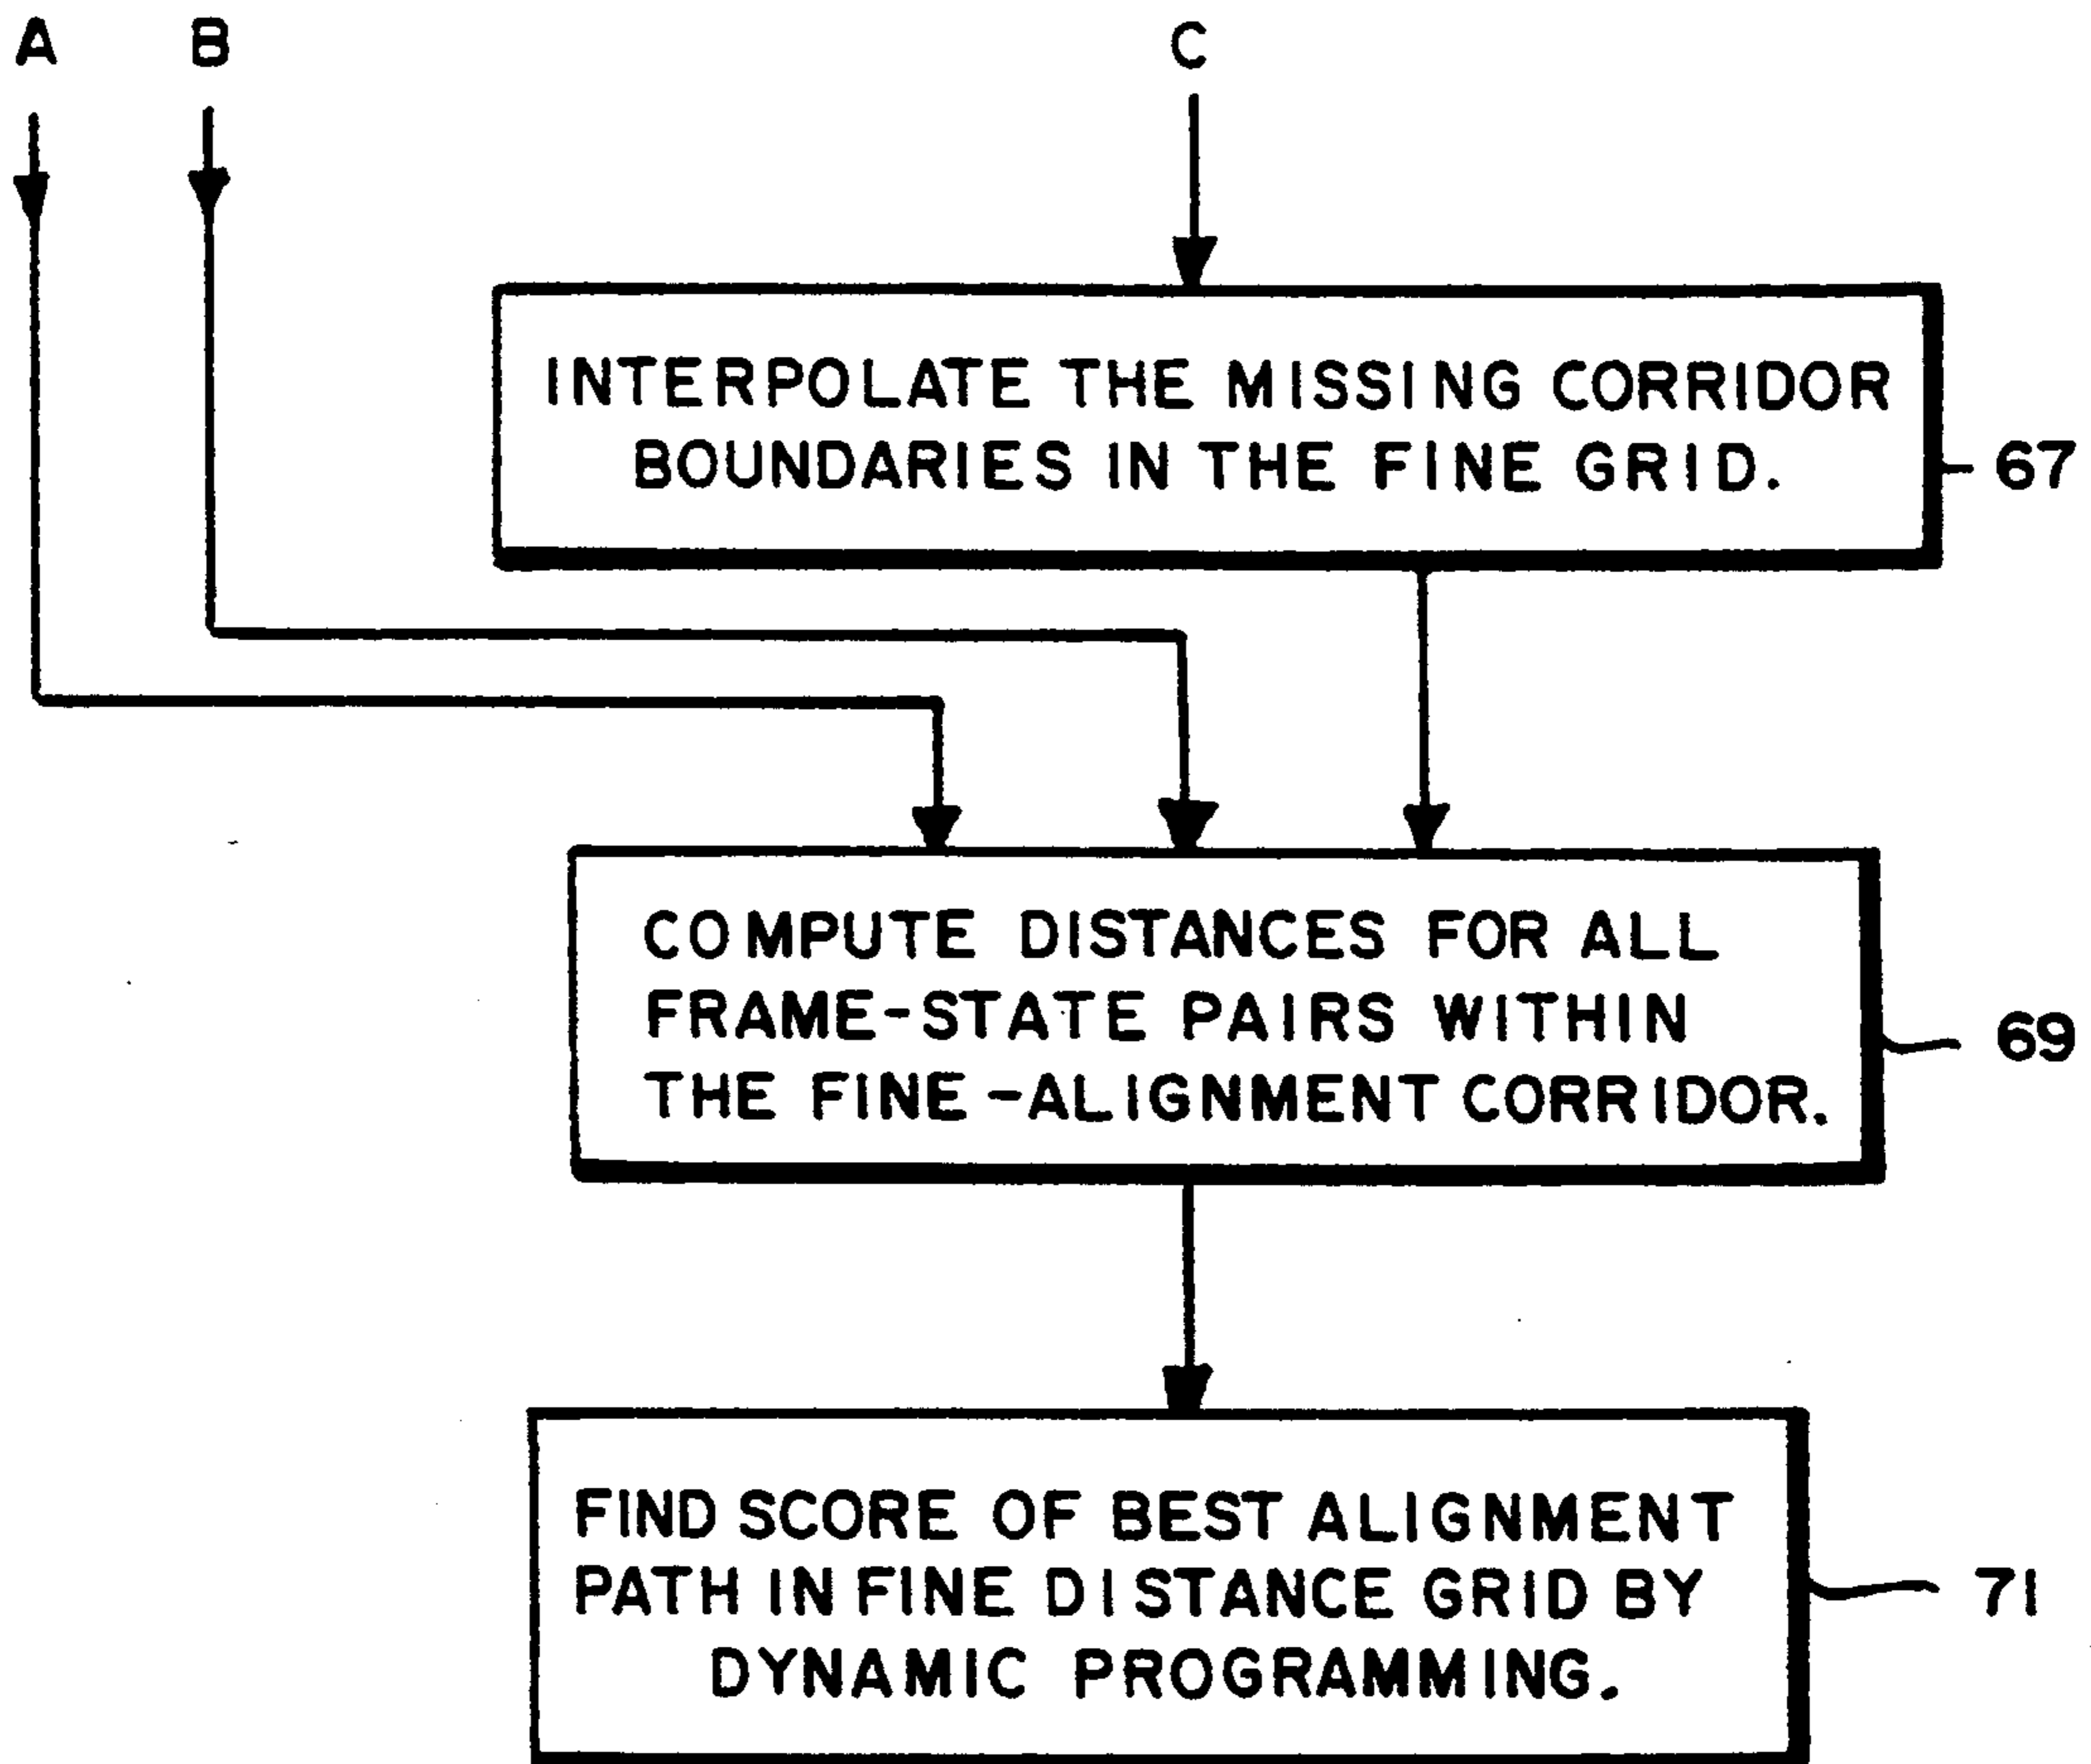 A B C
INTERPOLATE THE MISSING CORRIDOR
BOUNDARIES IN THE FINE GRID.
67
COMPUTE DISTANCES FOR ALL
FRAME-STATE PAIRS WITHIN
THE FINE-ALIGNMENT CORRIDOR.
69
FIND SCORE OF BEST ALIGNMENT
PATH IN FINE DISTANCE GRID BY
DYNAMIC PROGRAMMING.
71